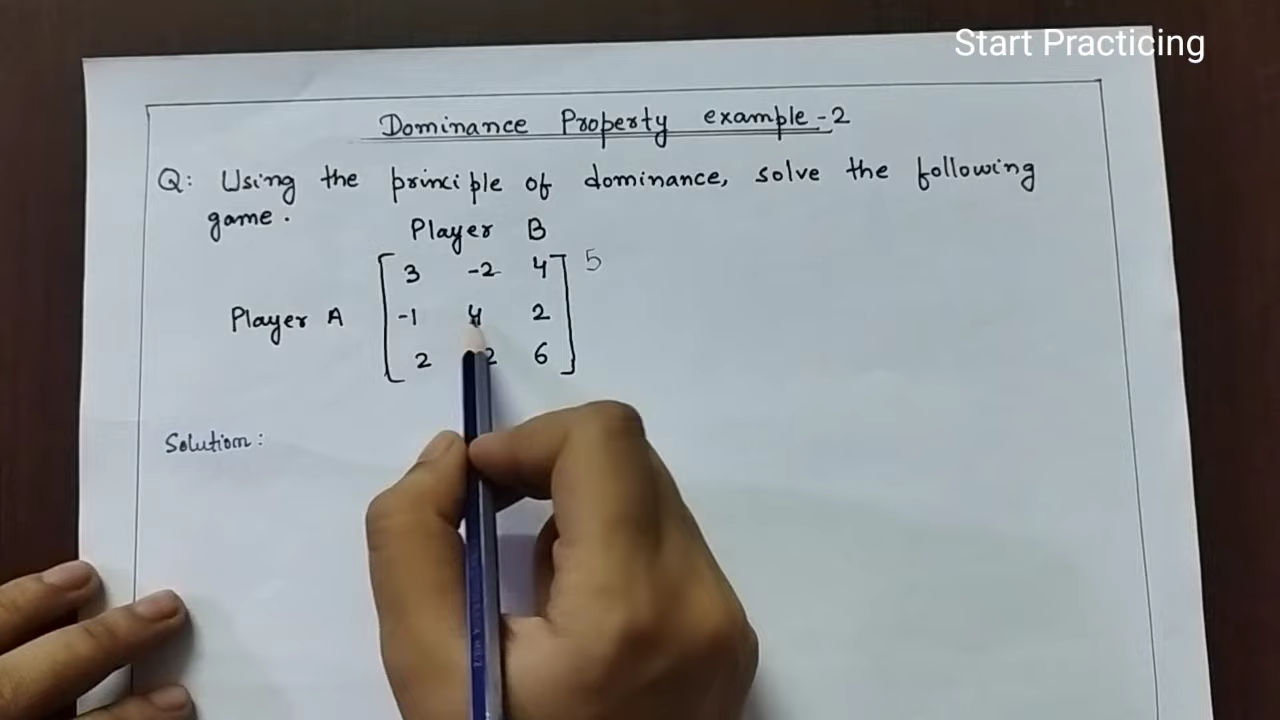 Start Practicing
Dominance Property example-2
Q: Using the principle of dominance, solve the following
game.
Player B
3 -2 4 5
Player A -1 4 2
2 2 6
Solution: